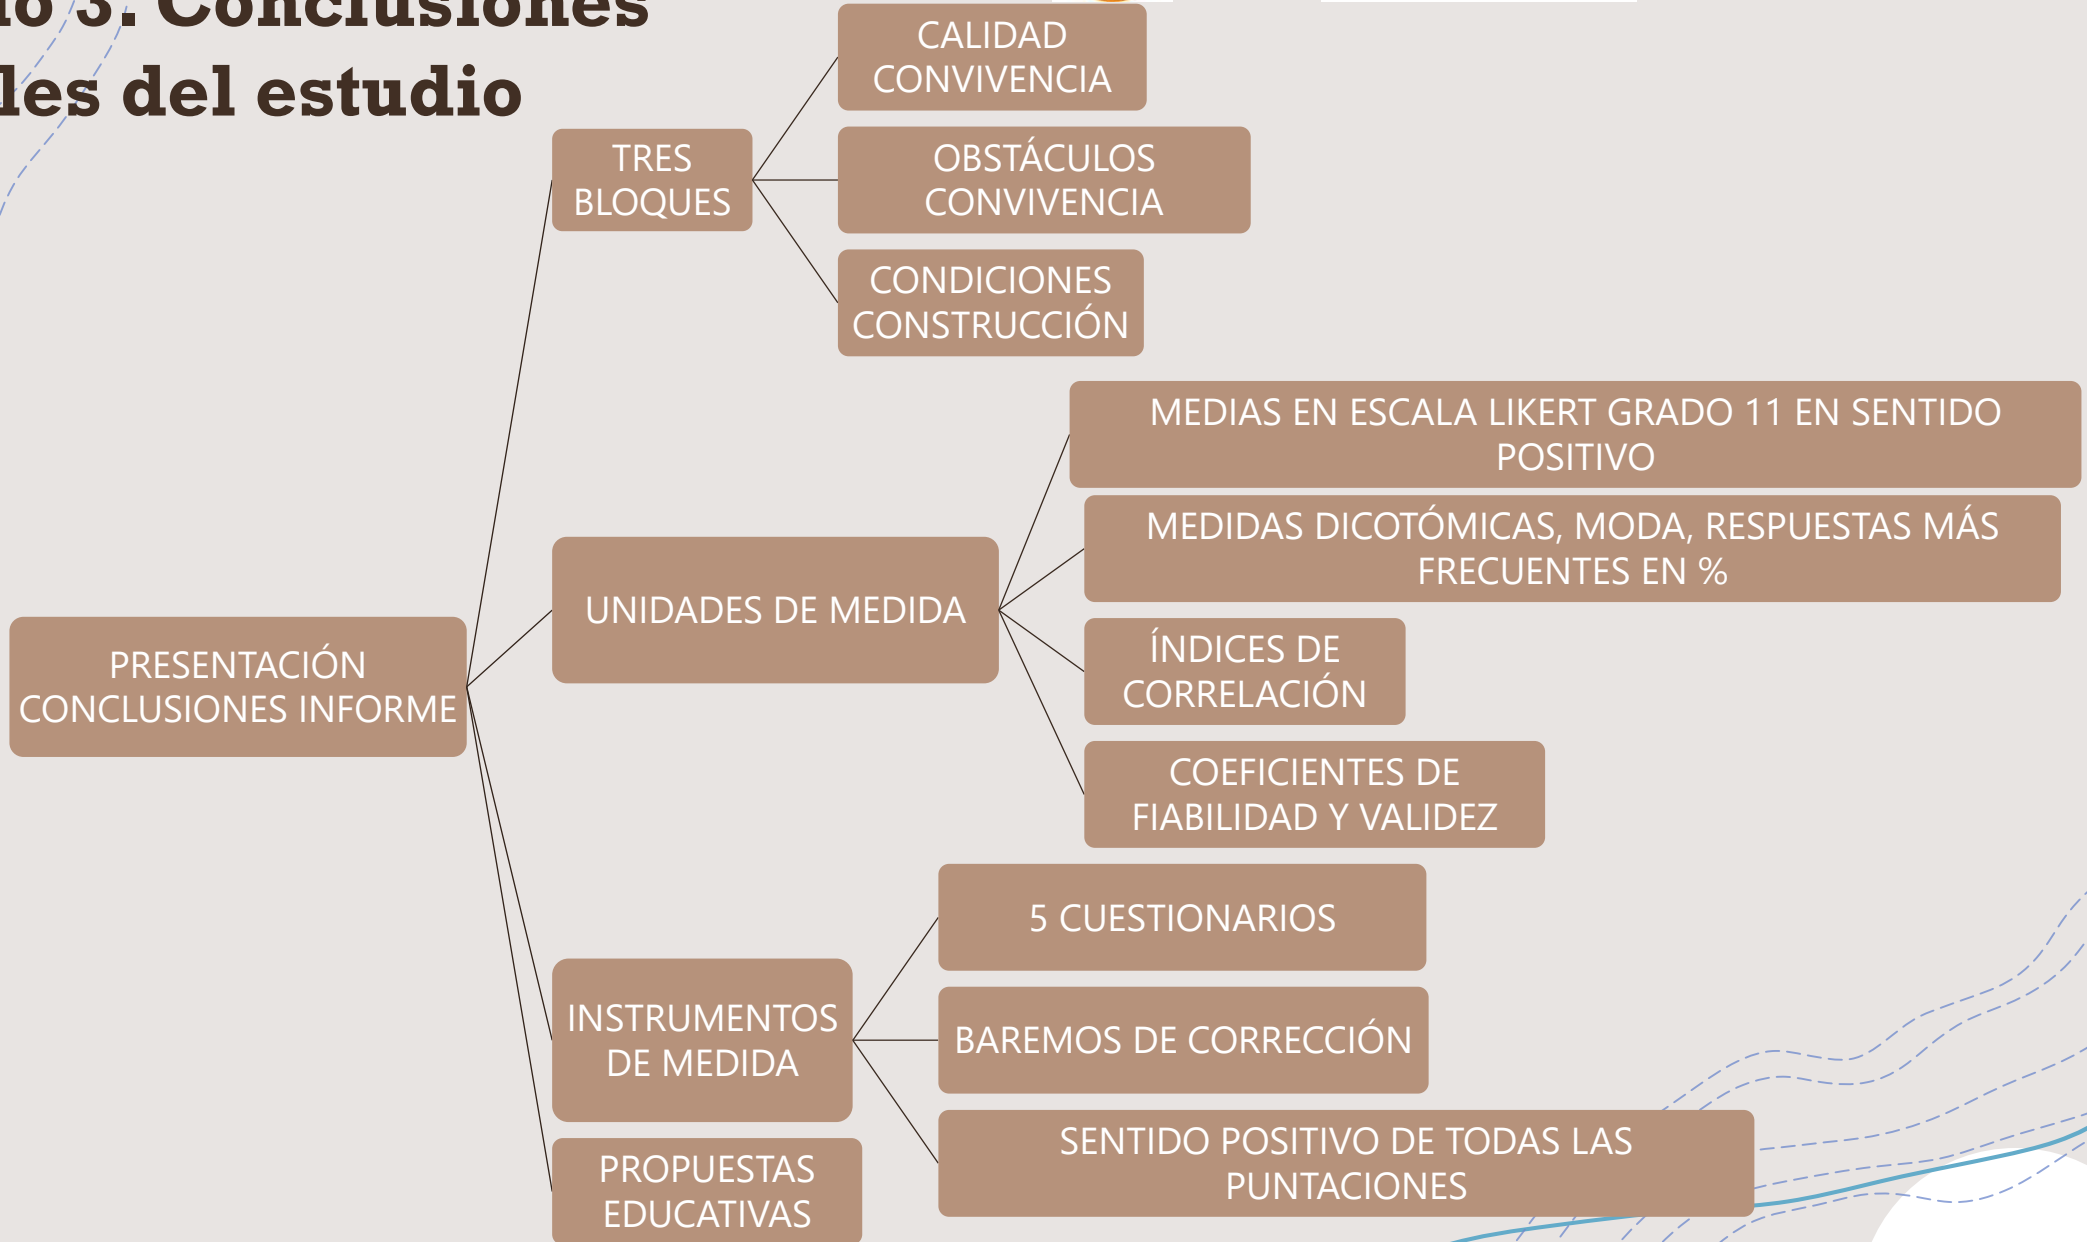 3. Conclusiones
del estudio
CALIDAD
CONVIVENCIA
TRES
BLOQUES
OBSTÁCULOS
CONVIVENCIA
CONDICIONES
CONSTRUCCIÓN
MEDIAS EN ESCALA LIKERT GRADO 11 EN SENTIDO
POSITIVO
MEDIDAS DICOTÓMICAS, MODA, RESPUESTAS MÁS
FRECUENTES EN %
UNIDADES DE MEDIDA
ÍNDICES DE
CORRELACIÓN
PRESENTACIÓN
CONCLUSIONES INFORME
COEFICIENTES DE
FIABILIDAD Y VALIDEZ
5 CUESTIONARIOS
INSTRUMENTOS
DE MEDIDA
BAREMOS DE CORRECCIÓN
SENTIDO POSITIVO DE TODAS LAS
PUNTACIONES
PROPUESTAS
EDUCATIVAS